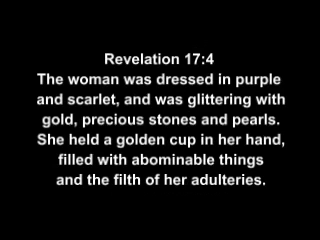 Revelation 17:4
The woman was dressed in purple
and scarlet, and was glittering with
gold, precious stones and pearls.
She held a golden cup in her hand,
filled with abominable things
and the filth of her adulteries.